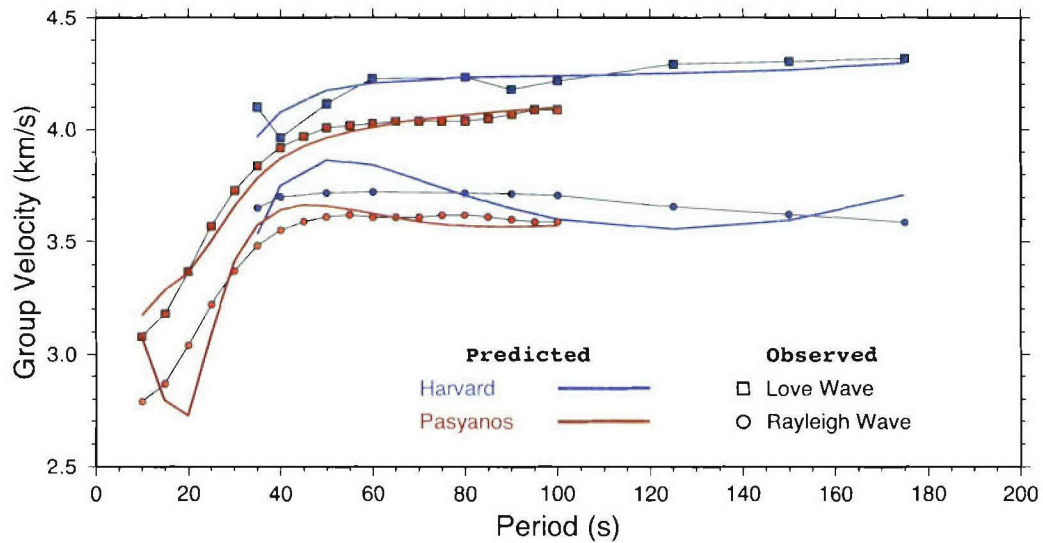 4.5
4.0
3.5
3.0
2.5
Group Velocity (km/s)
Predicted Observed
Harvard Love Wave
Pasyanos Rayleigh Wave
0 20 40 60 80 100 120 140 160 180 200
Period (s)